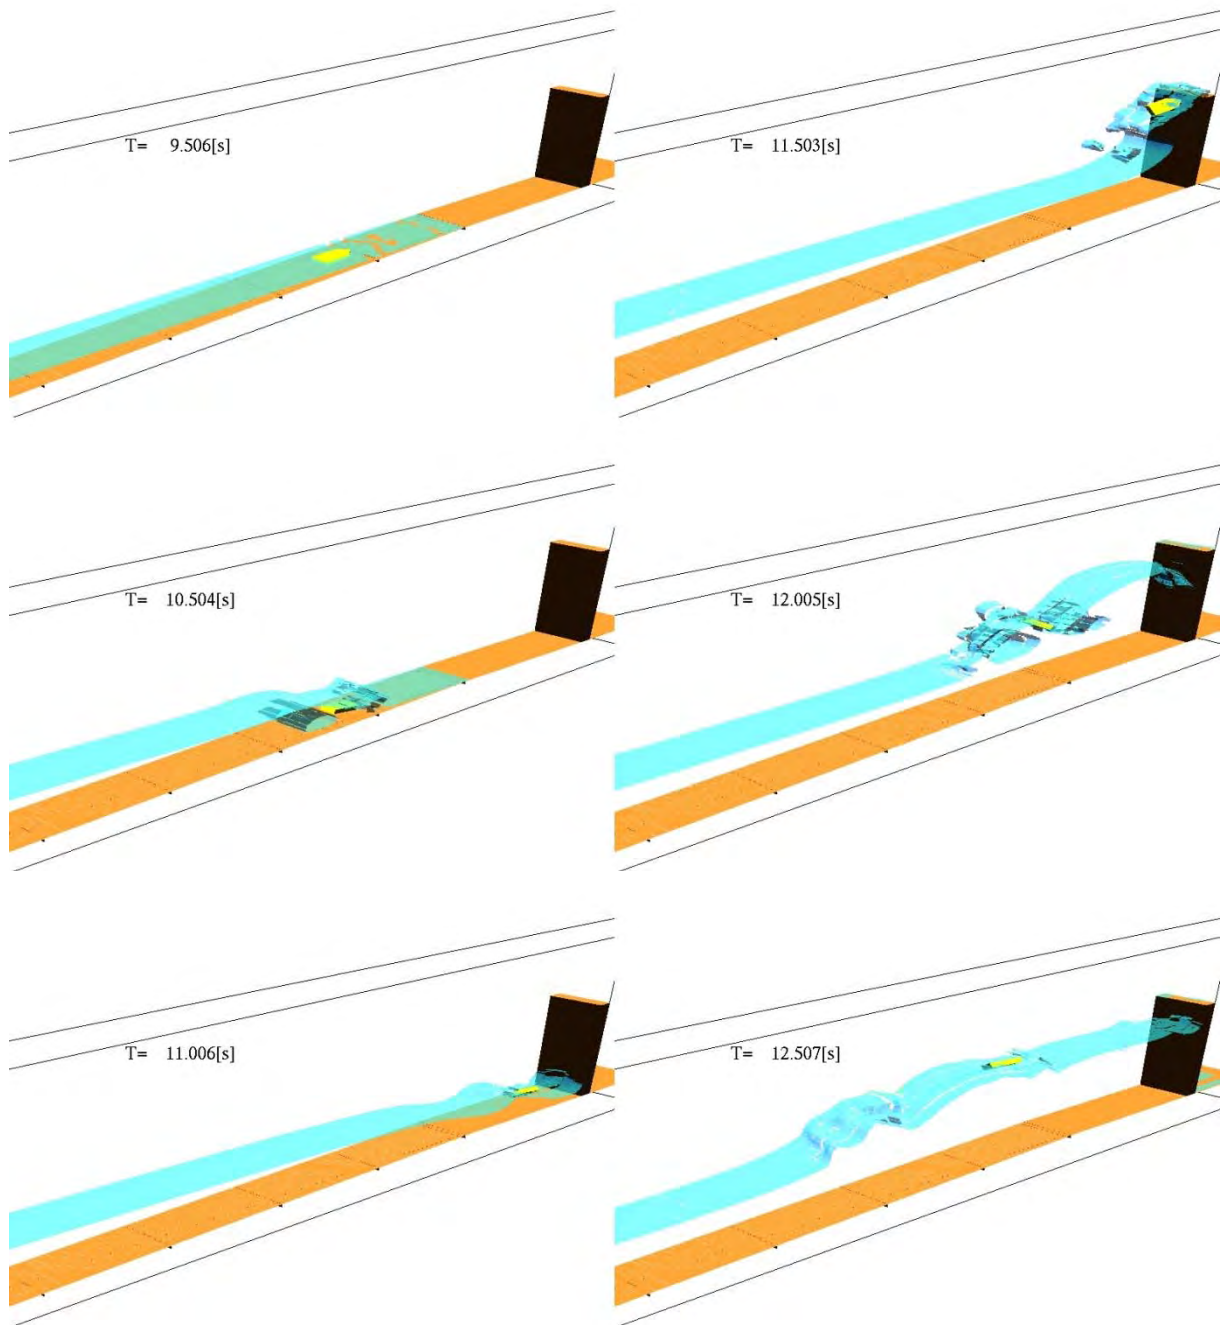 T= 9.506[s]
T= 11.503[s]
T= 10.504[s]
T= 12.005[s]
T= 11.006[s]
T= 12.507[s]